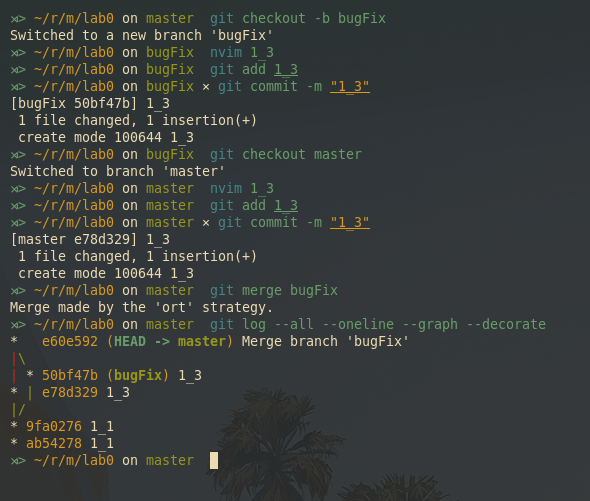 ⋊> ~/r/m/lab0 on master  git checkout -b bugFix
Switched to a new branch 'bugFix'
⋊> ~/r/m/lab0 on bugFix  nvim 1_3
⋊> ~/r/m/lab0 on bugFix  git add 1_3
⋊> ~/r/m/lab0 on bugFix × git commit -m "1_3"
[bugFix 50bf47b] 1_3
 1 file changed, 1 insertion(+)
 create mode 100644 1_3
⋊> ~/r/m/lab0 on bugFix  git checkout master
Switched to branch 'master'
⋊> ~/r/m/lab0 on master  nvim 1_3
⋊> ~/r/m/lab0 on master  git add 1_3
⋊> ~/r/m/lab0 on master × git commit -m "1_3"
[master e78d329] 1_3
 1 file changed, 1 insertion(+)
 create mode 100644 1_3
⋊> ~/r/m/lab0 on master  git merge bugFix
Merge made by the 'ort' strategy.
⋊> ~/r/m/lab0 on master  git log --all --oneline --graph --decorate
*   e60e592 (HEAD -> master) Merge branch 'bugFix'
|\
| * 50bf47b (bugFix) 1_3
* | e78d329 1_3
|/
* 9fa0276 1_1
* ab54278 1_1
⋊> ~/r/m/lab0 on master